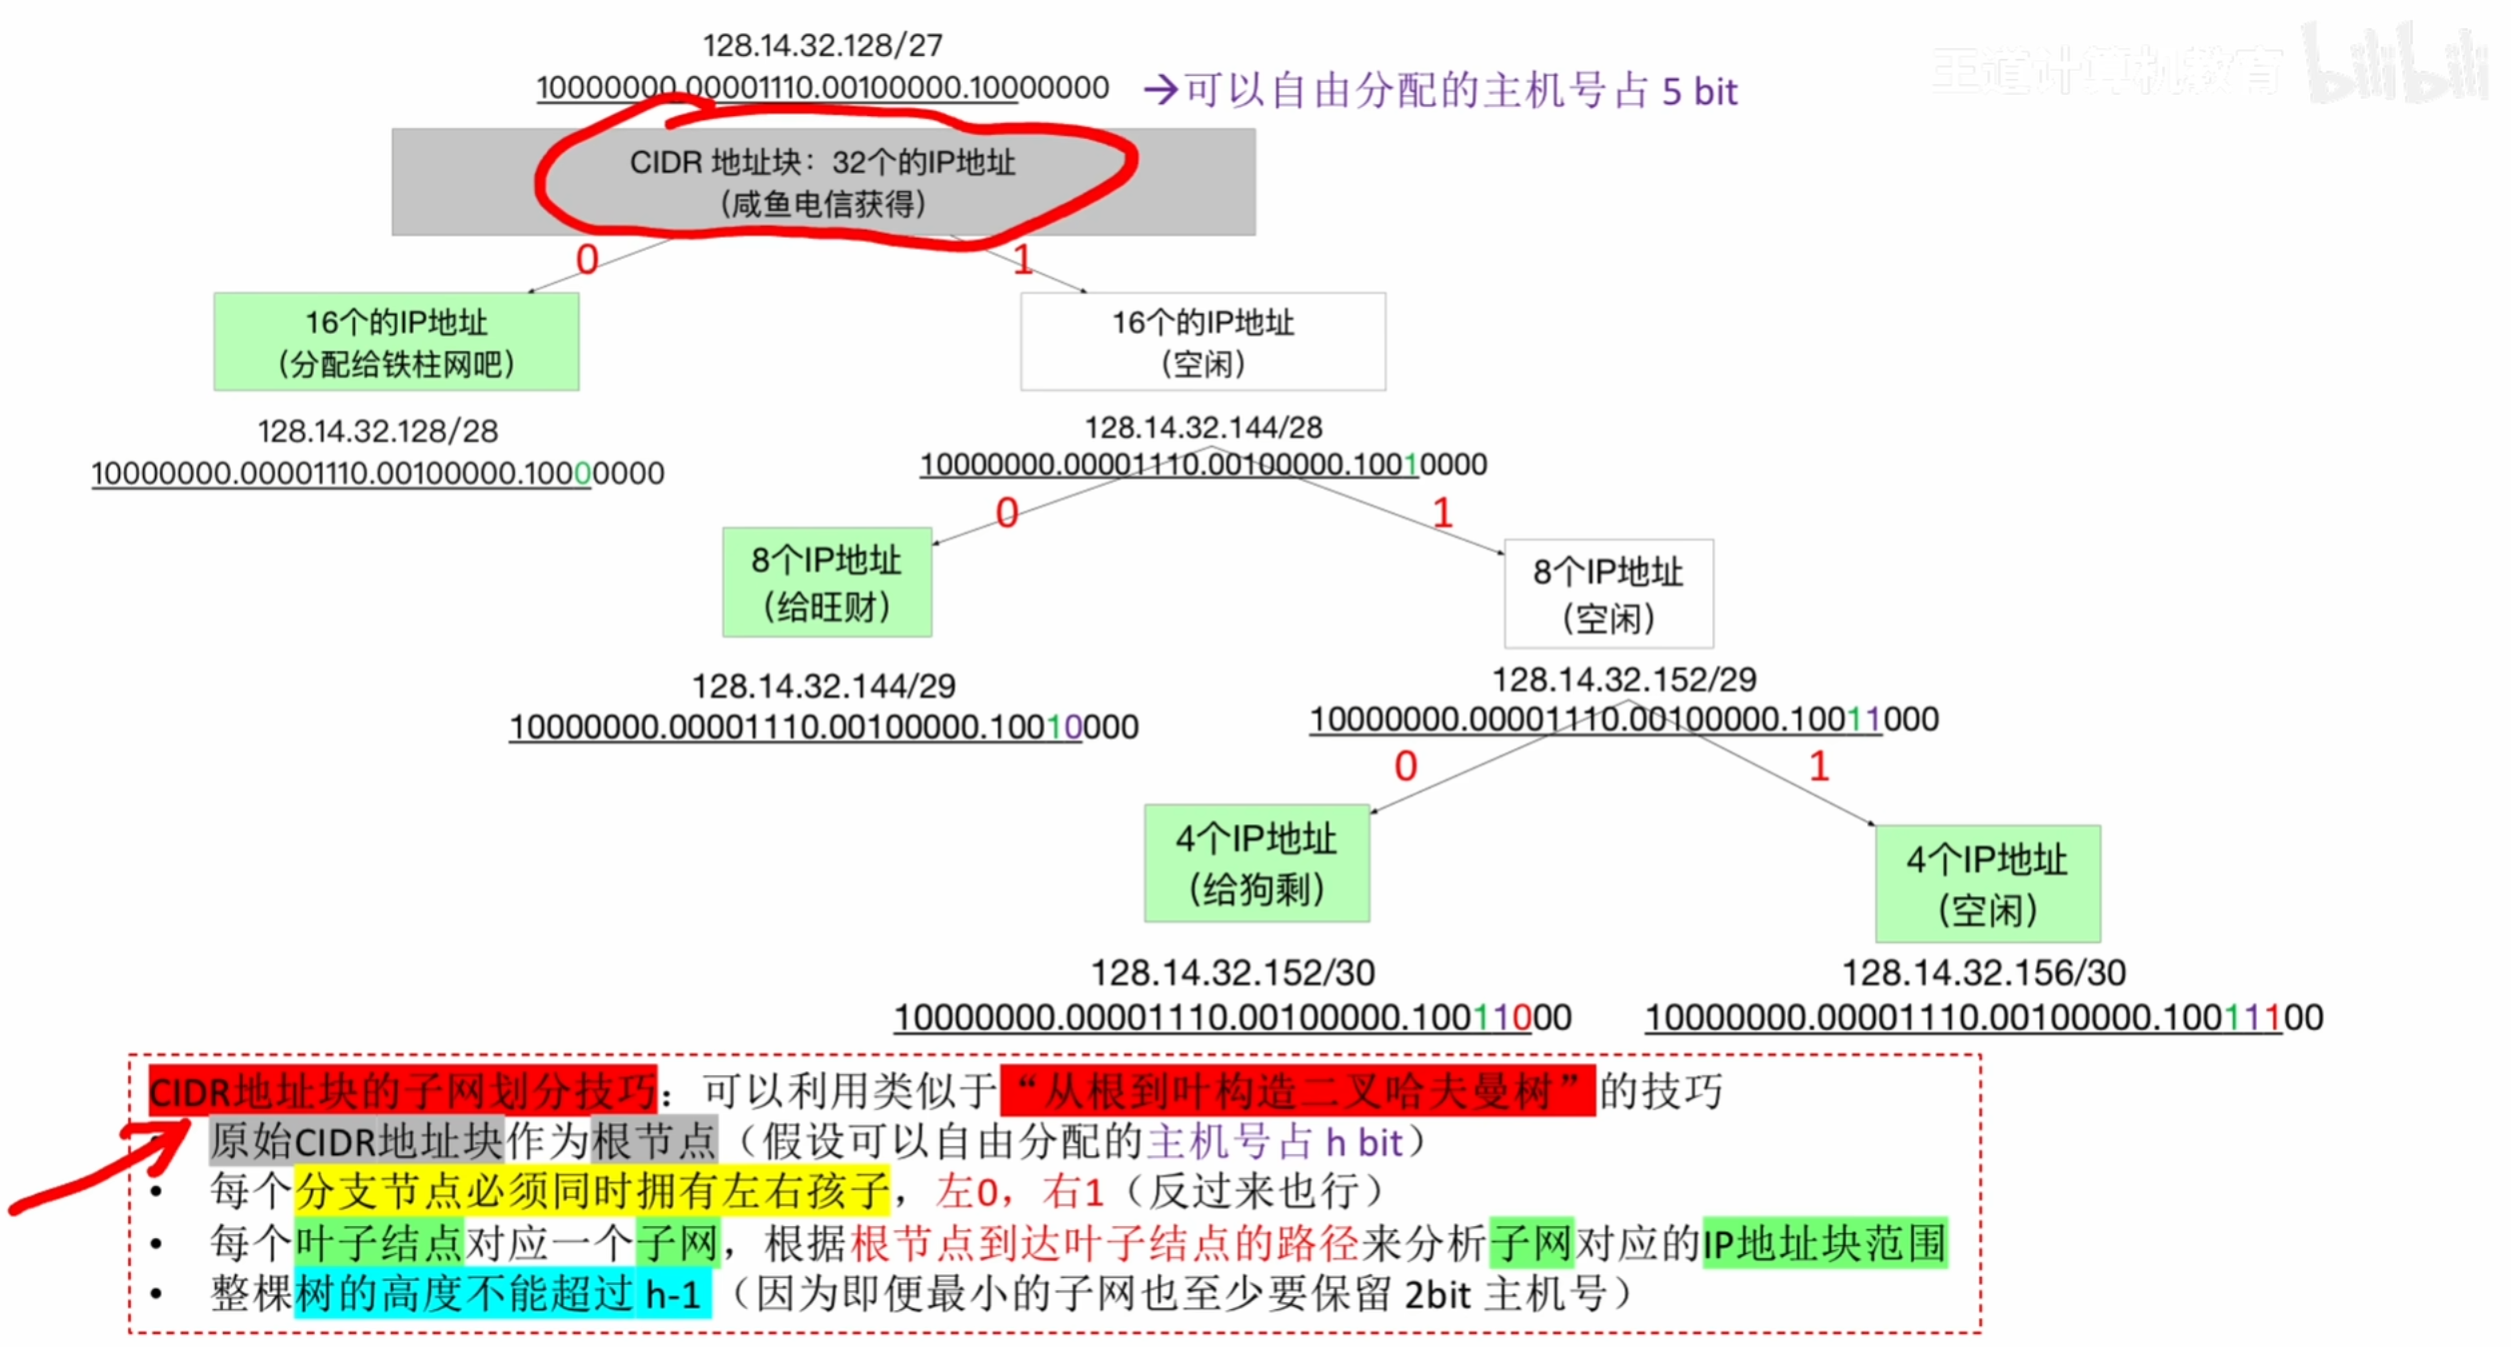 128.14.32.128/27
王道计算机教育 bilibili
10000000.00001110.00100000.10000000 →可以自由分配的主机号占 5 bit
CIDR 地址块：32个的IP地址
（咸鱼电信获得）
0
1
16个的IP地址
（分配给铁柱网吧）
16个的IP地址
（空闲）
128.14.32.128/28
10000000.00001110.00100000.10000000
128.14.32.144/28
10000000.00001110.00100000.10010000
0
1
8个IP地址
（给旺财）
8个IP地址
（空闲）
128.14.32.144/29
10000000.00001110.00100000.10010000
128.14.32.152/29
10000000.00001110.00100000.10011000
0
1
4个IP地址
（给狗剩）
4个IP地址
（空闲）
128.14.32.152/30
10000000.00001110.00100000.10011000
128.14.32.156/30
10000000.00001110.00100000.10011100
CIDR地址块的子网划分技巧：可以利用类似于“从根到叶构造二叉哈夫曼树”的技巧
原始CIDR地址块作为根节点（假设可以自由分配的主机号占 h bit）
• 每个分支节点必须同时拥有左右孩子，左0，右1（反过来也行）
• 每个叶子结点对应一个子网，根据根节点到达叶子结点的路径来分析子网对应的IP地址块范围
• 整棵树的高度不能超过 h-1（因为即便最小的子网也至少要保留 2bit 主机号）